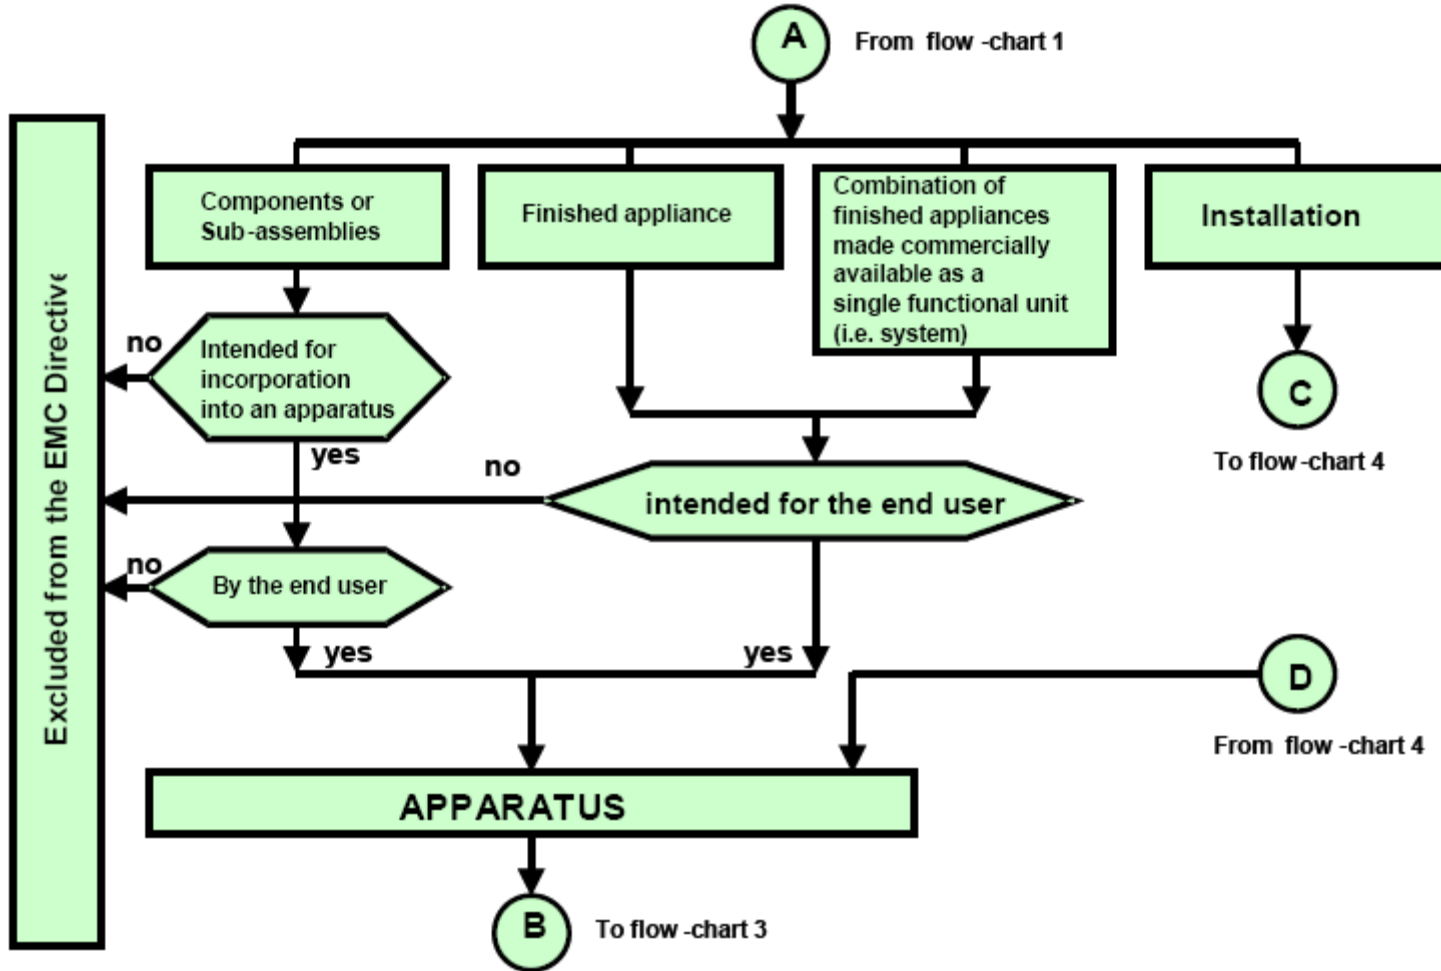 A
From flow -chart 1
Components or
Sub-assemblies
Finished appliance
Combination of
finished appliances
made commercially
available as a
single functional unit
(i.e. system)
Installation
no
Intended for
incorporation
into an apparatus
yes
C
To flow-chart 4
no
intended for the end user
no
By the end user
yes
yes
D
From flow -chart 4
APPARATUS
B
To flow -chart 3
Excluded from the EMC Directive